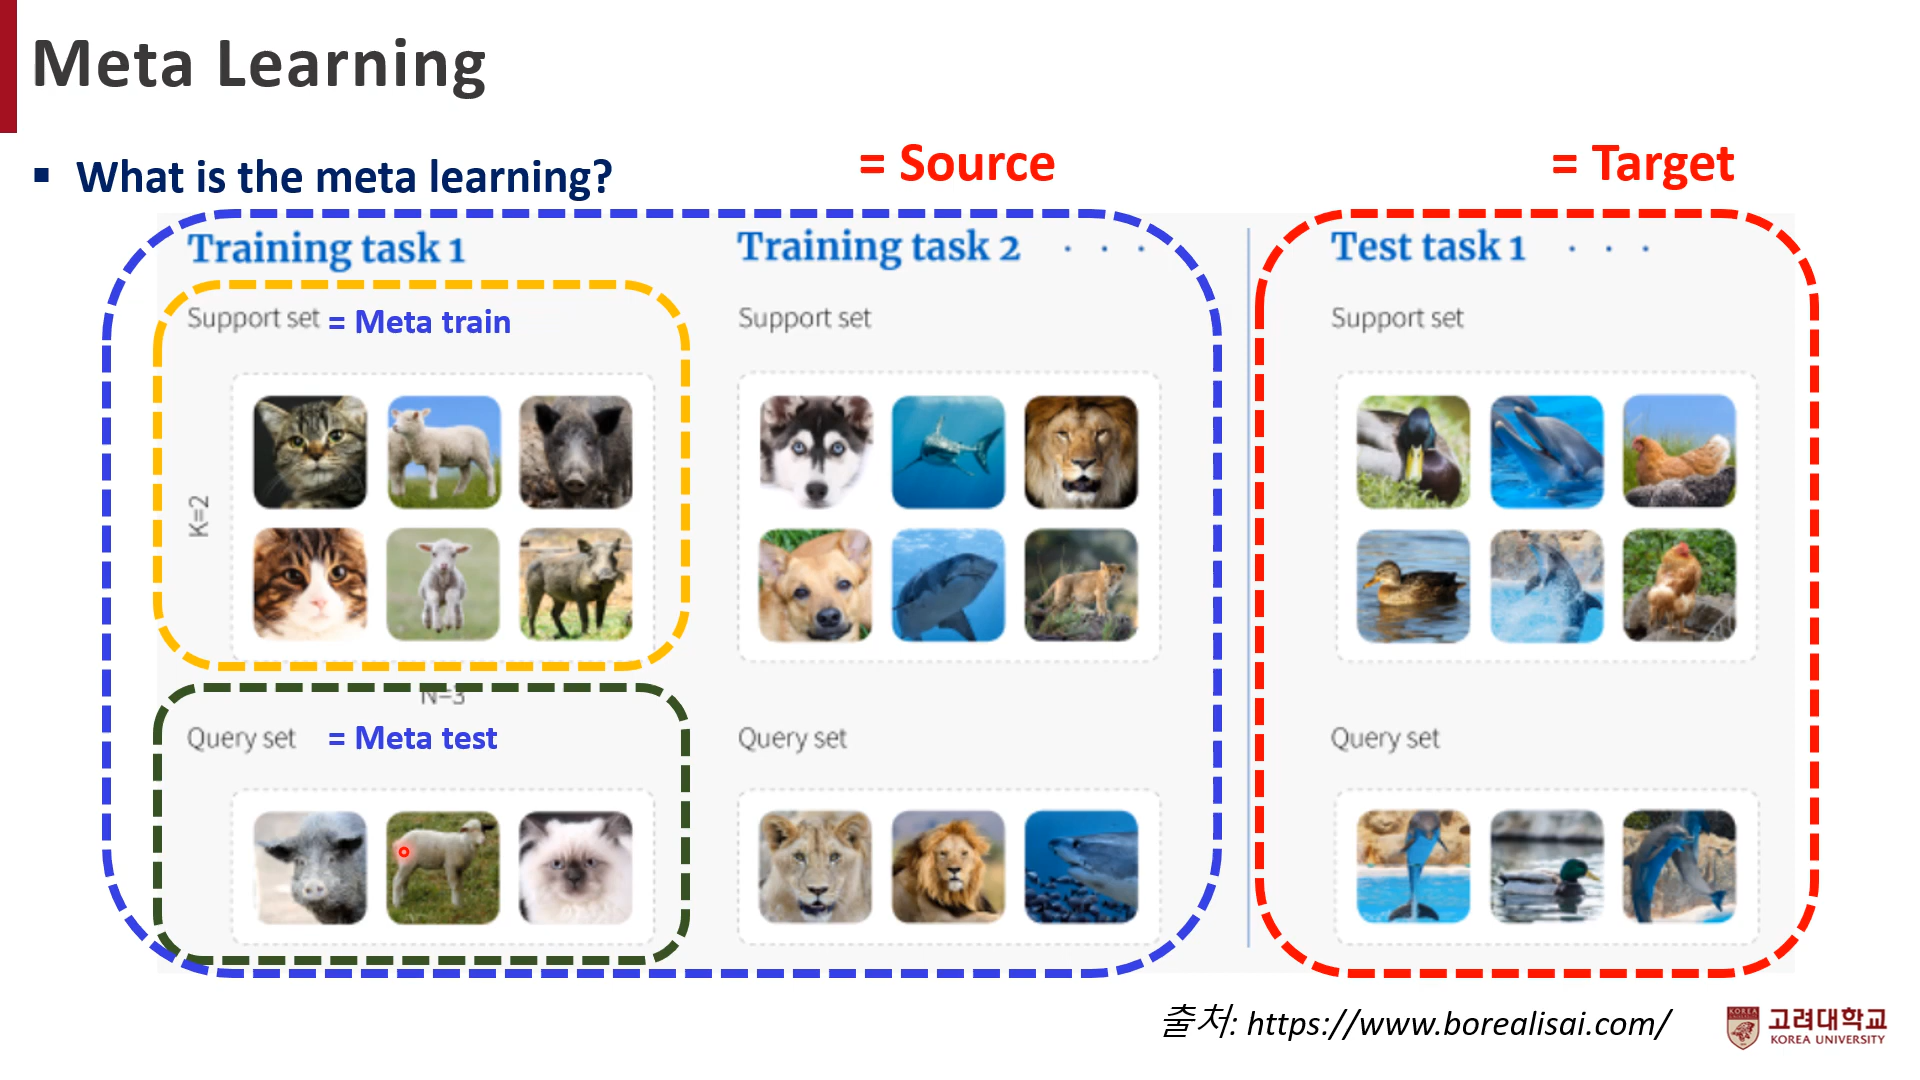 Meta Learning
▪ What is the meta learning?
= Source
= Target
Training task 1
Training task 2 . . .
Test task 1 . . .
Support set = Meta train
Support set
Support set
K=2
N=3
Query set = Meta test
Query set
Query set
출처: https://www.borealisai.com/
KOREA
고려대학교
KOREA UNIVERSITY